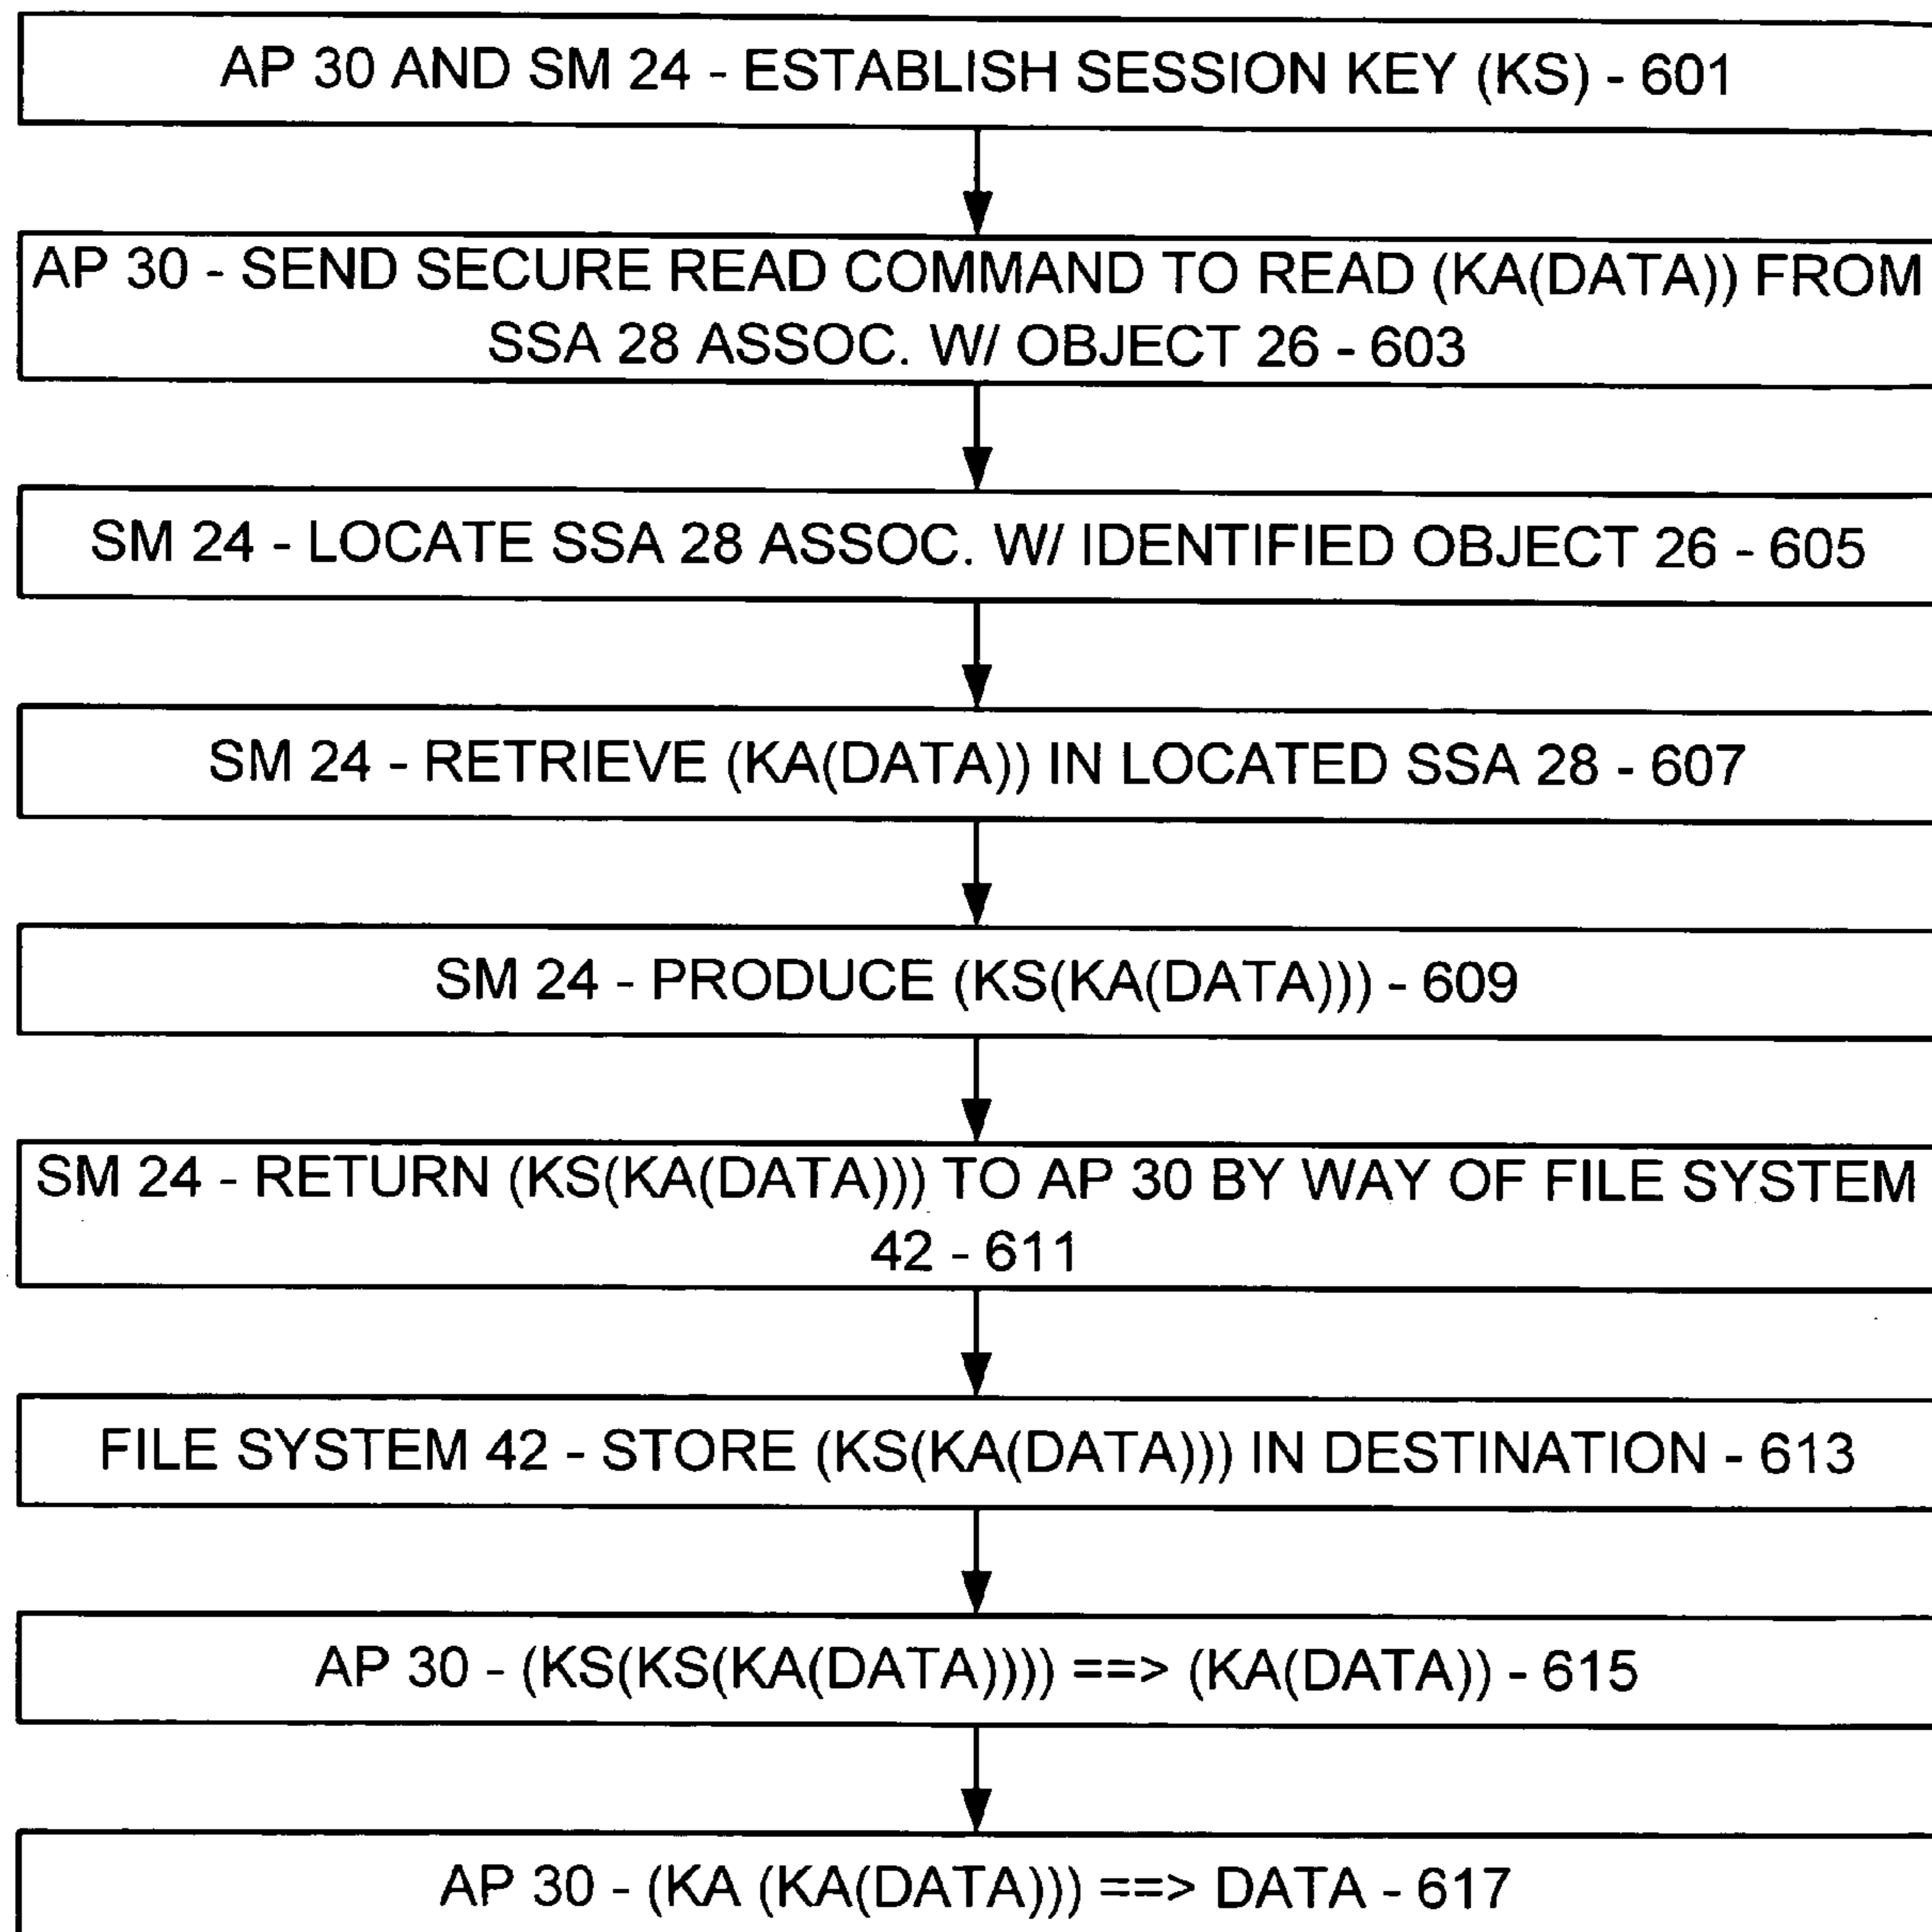 AP 30 AND SM 24 - ESTABLISH SESSION KEY (KS) - 601
AP 30 - SEND SECURE READ COMMAND TO READ (KA(DATA)) FROM
SSA 28 ASSOC. W/ OBJECT 26 - 603
SM 24 - LOCATE SSA 28 ASSOC. W/ IDENTIFIED OBJECT 26 - 605
SM 24 - RETRIEVE (KA(DATA)) IN LOCATED SSA 28 - 607
SM 24 - PRODUCE (KS(KA(DATA))) - 609
SM 24 - RETURN (KS(KA(DATA))) TO AP 30 BY WAY OF FILE SYSTEM
42 - 611
FILE SYSTEM 42 - STORE (KS(KA(DATA))) IN DESTINATION - 613
AP 30 - (KS(KS(KA(DATA)))) ==> (KA(DATA)) - 615
AP 30 - (KA (KA(DATA))) ==> DATA - 617